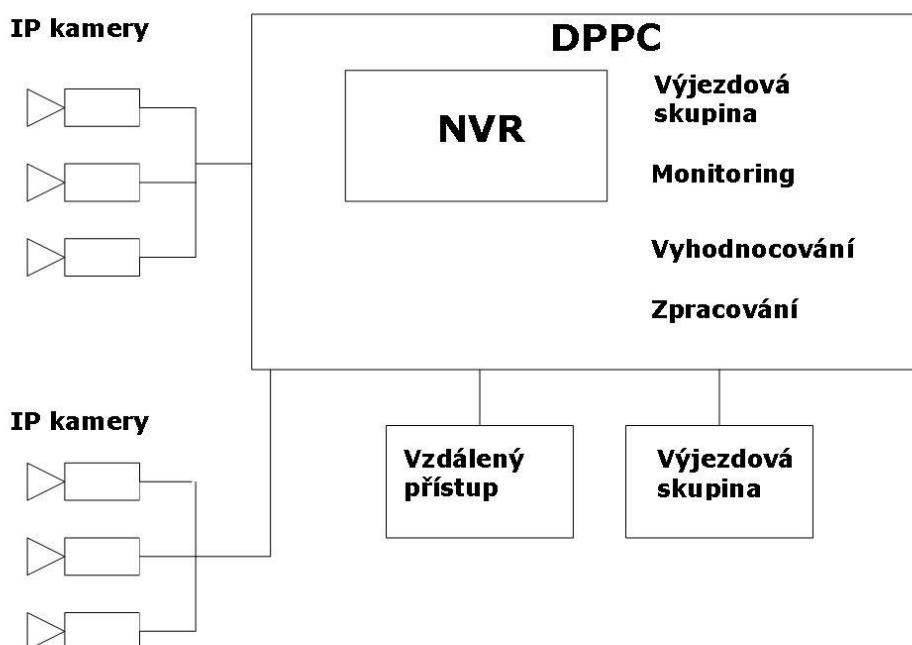 IP kamery
DPPC
NVR
Výjezdová
skupina
Monitoring
Vyhodnocování
Zpracování
IP kamery
Vzdálený
přístup
Výjezdová
skupina